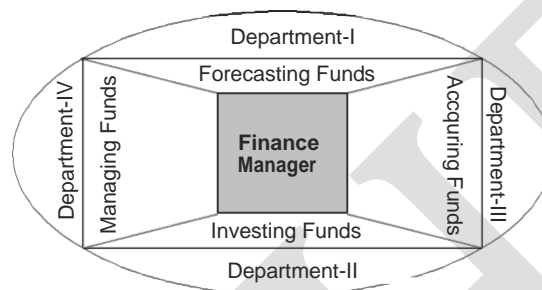 Department-I
Forecasting Funds
Department-IV
Managing Funds
Finance
Manager
Accquring Funds
Department-III
Investing Funds
Department-II